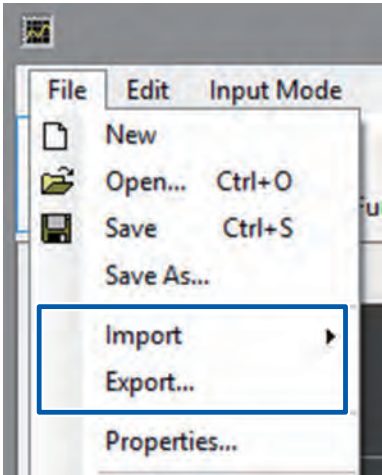 File Edit Input Mode
New
Open... Ctrl+O
Save Ctrl+S
Save As...
Import
Export...
Properties...